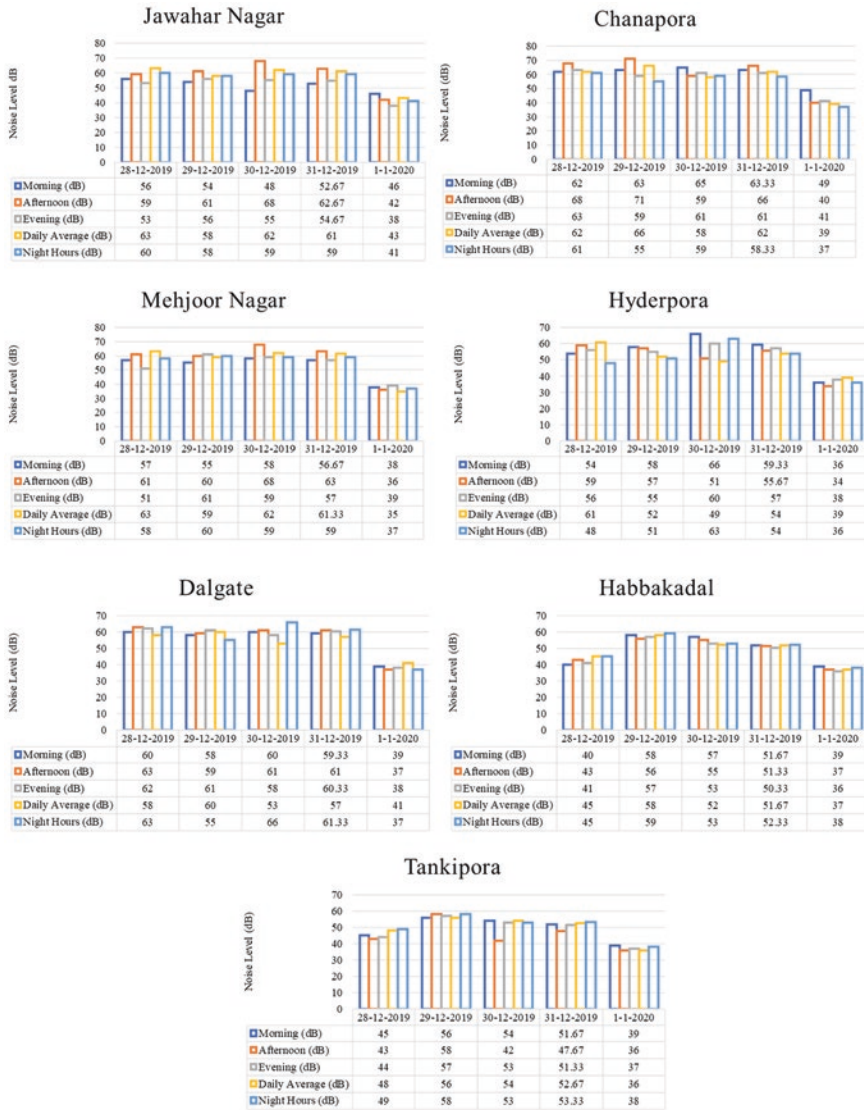 Jawahar Nagar
Noise Level dB
80
70
60
50
40
30
20
10
0
28-12-2019 29-12-2019 30-12-2019 31-12-2019 1-1-2020
Morning (dB) 56 54 48 52.67 46
Afternoon (dB) 59 61 68 62.67 42
Evening (dB) 53 56 55 54.67 38
Daily Average (dB) 63 58 62 61 43
Night Hours (dB) 60 58 59 59 41
Chanapora
Noise Level (dB)
80
70
60
50
40
30
20
10
0
28-12-2019 29-12-2019 30-12-2019 31-12-2019 1-1-2020
Morning (dB) 62 63 65 63.33 49
Afternoon (dB) 68 71 59 66 40
Evening (dB) 63 59 61 61 41
Daily Average (dB) 62 66 58 62 39
Night Hours (dB) 61 55 59 58.33 37
Mehjoor Nagar
Noise Level (dB)
80
70
60
50
40
30
20
10
0
28-12-2019 29-12-2019 30-12-2019 31-12-2019 1-1-2020
Morning (dB) 57 55 58 56.67 38
Afternoon (dB) 61 60 68 63 36
Evening (dB) 51 61 59 57 39
Daily Average (dB) 63 59 62 61.33 35
Night Hours (dB) 58 60 59 59 37
Hyderpora
Noise Level (dB)
70
60
50
40
30
20
10
0
28-12-2019 29-12-2019 30-12-2019 31-12-2019 1-1-2020
Morning (dB) 54 58 66 59.33 36
Afternoon (dB) 59 57 51 55.67 34
Evening (dB) 56 55 60 57 38
Daily Average (dB) 61 52 49 54 39
Night Hours (dB) 48 51 63 54 36
Dalgate
Noise Level (dB)
70
60
50
40
30
20
10
0
28-12-2019 29-12-2019 30-12-2019 31-12-2019 1-1-2020
Morning (dB) 60 58 60 59.33 39
Afternoon (dB) 63 59 61 61 37
Evening (dB) 62 61 58 60.33 38
Daily Average (dB) 58 60 53 57 41
Night Hours (dB) 63 55 66 61.33 37
Habbakadal
Noise Level (dB)
70
60
50
40
30
20
10
0
28-12-2019 29-12-2019 30-12-2019 31-12-2019 1-1-2020
Morning (dB) 40 58 57 51.67 39
Afternoon (dB) 43 56 55 51.33 37
Evening (dB) 41 57 53 50.33 36
Daily Average (dB) 45 58 52 51.67 37
Night Hours (dB) 45 59 53 52.33 38
Tankipora
Noise Level (dB)
70
60
50
40
30
20
10
0
28-12-2019 29-12-2019 30-12-2019 31-12-2019 1-1-2020
Morning (dB) 45 56 54 51.67 39
Afternoon (dB) 43 58 42 47.67 36
Evening (dB) 44 57 53 51.33 37
Daily Average (dB) 48 56 54 52.67 36
Night Hours (dB) 49 58 53 53.33 38